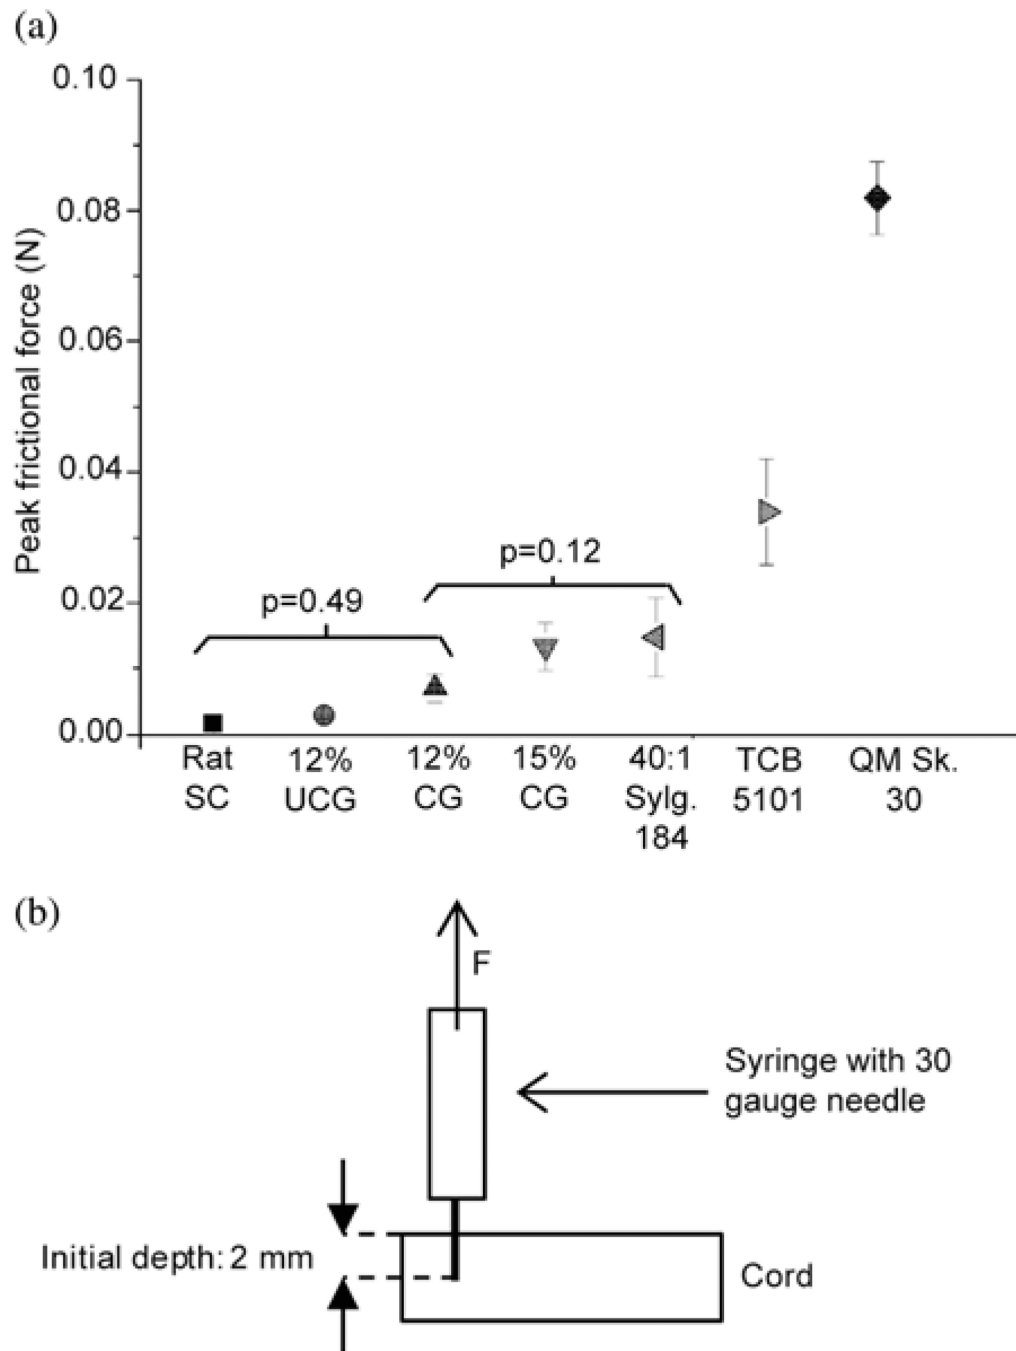 (a)
0.10
0.08
0.06
0.04
0.02
0.00
Peak frictional force (N)
p=0.49
p=0.12
Rat
SC
12%
UCG
12%
CG
15%
CG
40:1
Sylg.
184
TCB
5101
QM Sk.
30
(b)
F
Syringe with 30
gauge needle
Initial depth: 2 mm
Cord